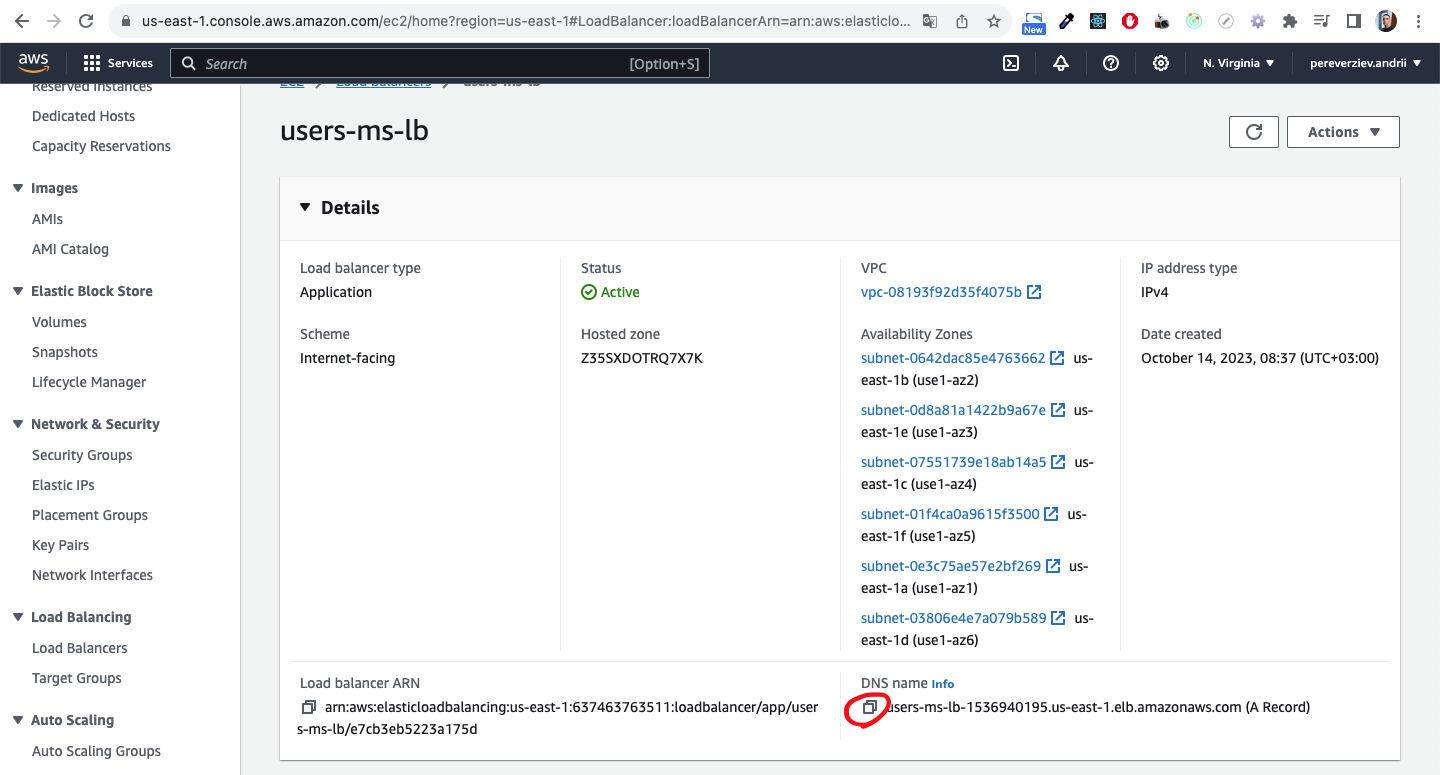 us-east-1.console.aws.amazon.com/ec2/home?region=us-east-1#LoadBalancer:loadBalancerArn=arn:aws:elasticlo...
New
aws
Services
Search
[Option+S]
N. Virginia
pereverziev.andrii
Reserved Instances
Dedicated Hosts
Capacity Reservations
Images
AMIs
AMI Catalog
Elastic Block Store
Volumes
Snapshots
Lifecycle Manager
Network & Security
Security Groups
Elastic IPs
Placement Groups
Key Pairs
Network Interfaces
Load Balancing
Load Balancers
Target Groups
Auto Scaling
Auto Scaling Groups
EC2
Load balancers
users-ms-lb
users-ms-lb
Actions
Details
Load balancer type
Application
Scheme
Internet-facing
Status
Active
Hosted zone
Z35SXDOTRQ7X7K
VPC
vpc-08193f92d35f4075b
Availability Zones
subnet-0642dac85e4763662 us-
east-1b (use1-az2)
subnet-0d8a81a1422b9a67e us-
east-1e (use1-az3)
subnet-07551739e18ab14a5 us-
east-1c (use1-az4)
subnet-01f4ca0a9615f3500 us-
east-1f (use1-az5)
subnet-0e3c75ae57e2bf269 us-
east-1a (use1-az1)
subnet-03806e4e7a079b589 us-
east-1d (use1-az6)
IP address type
IPv4
Date created
October 14, 2023, 08:37 (UTC+03:00)
Load balancer ARN
arn:aws:elasticloadbalancing:us-east-1:637463763511:loadbalancer/app/user
s-ms-lb/e7cb3eb5223a175d
DNS name Info
users-ms-lb-1536940195.us-east-1.elb.amazonaws.com (A Record)